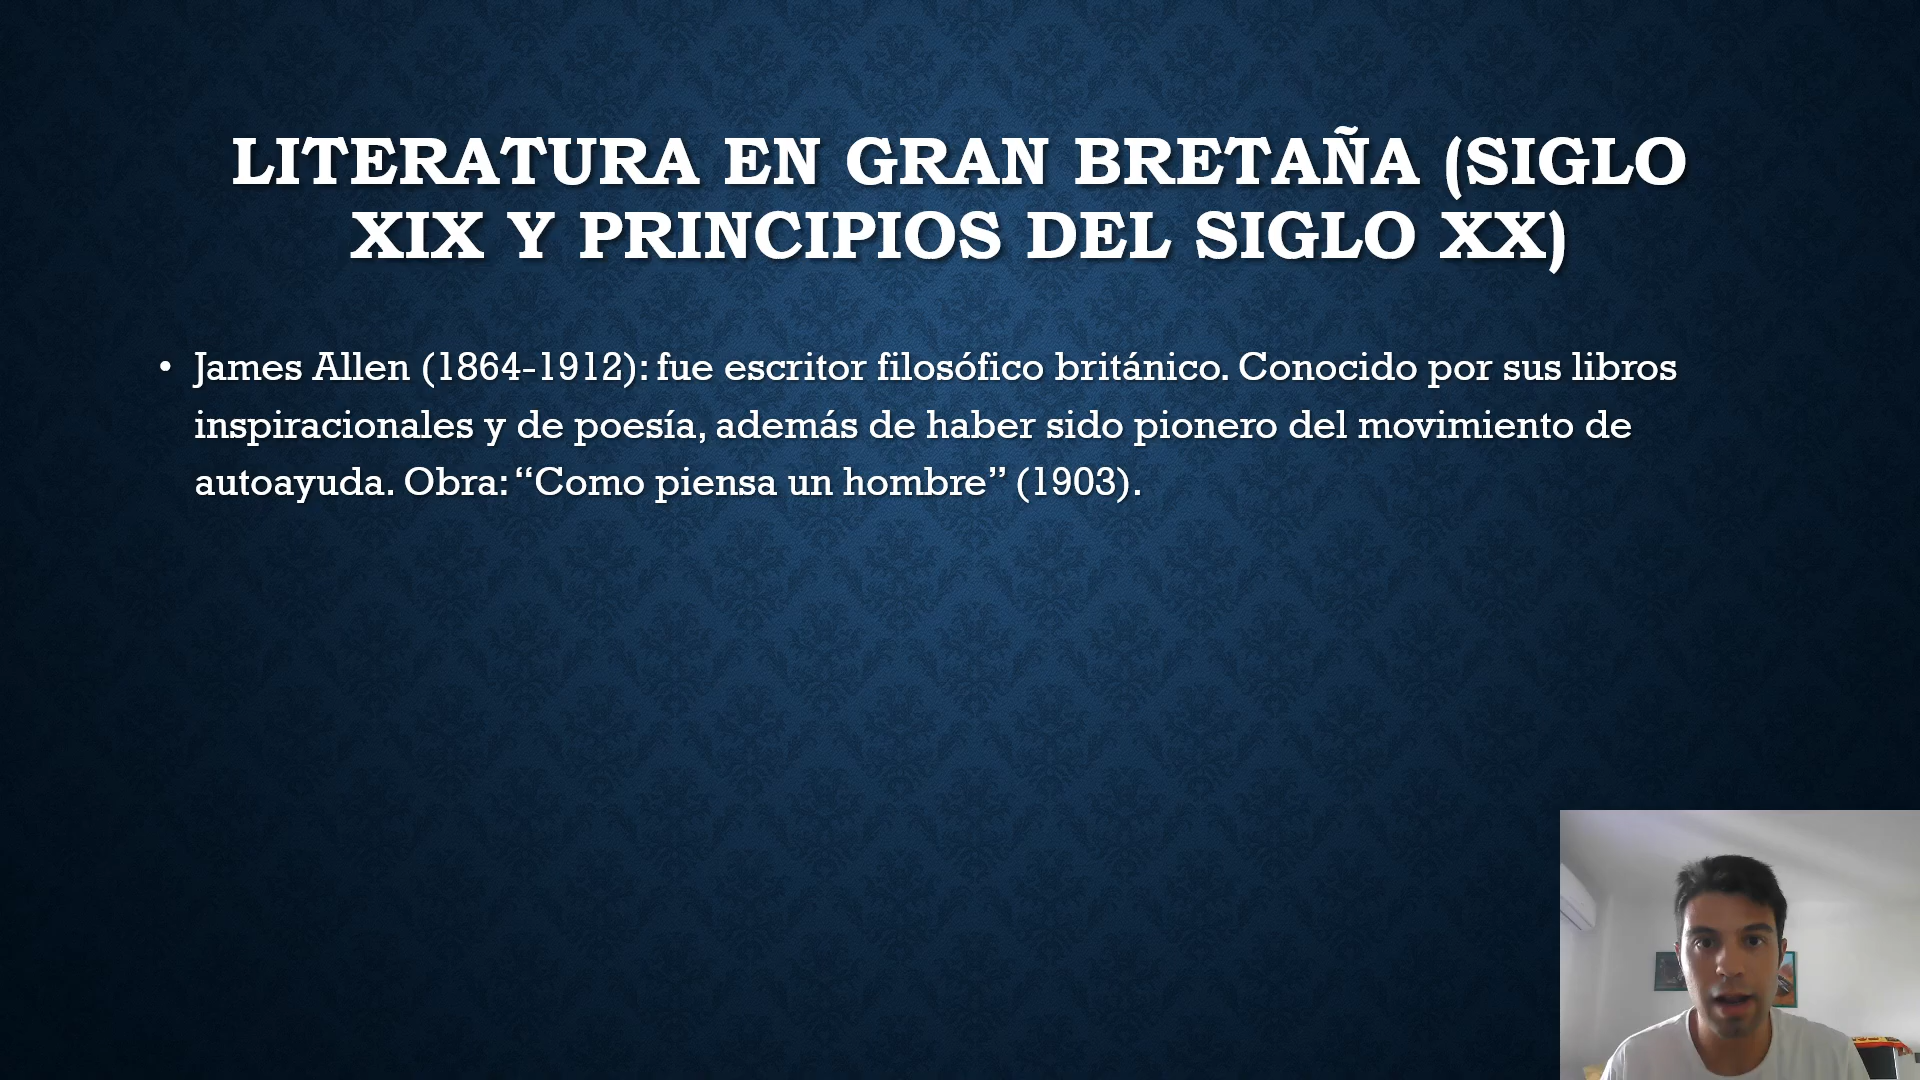 LITERATURA EN GRAN BRETAÑA (SIGLO
XIX Y PRINCIPIOS DEL SIGLO XX)
• James Allen (1864-1912): fue escritor filosófico británico. Conocido por sus libros
inspiracionales y de poesía, además de haber sido pionero del movimiento de
autoayuda. Obra: “Como piensa un hombre” (1903).